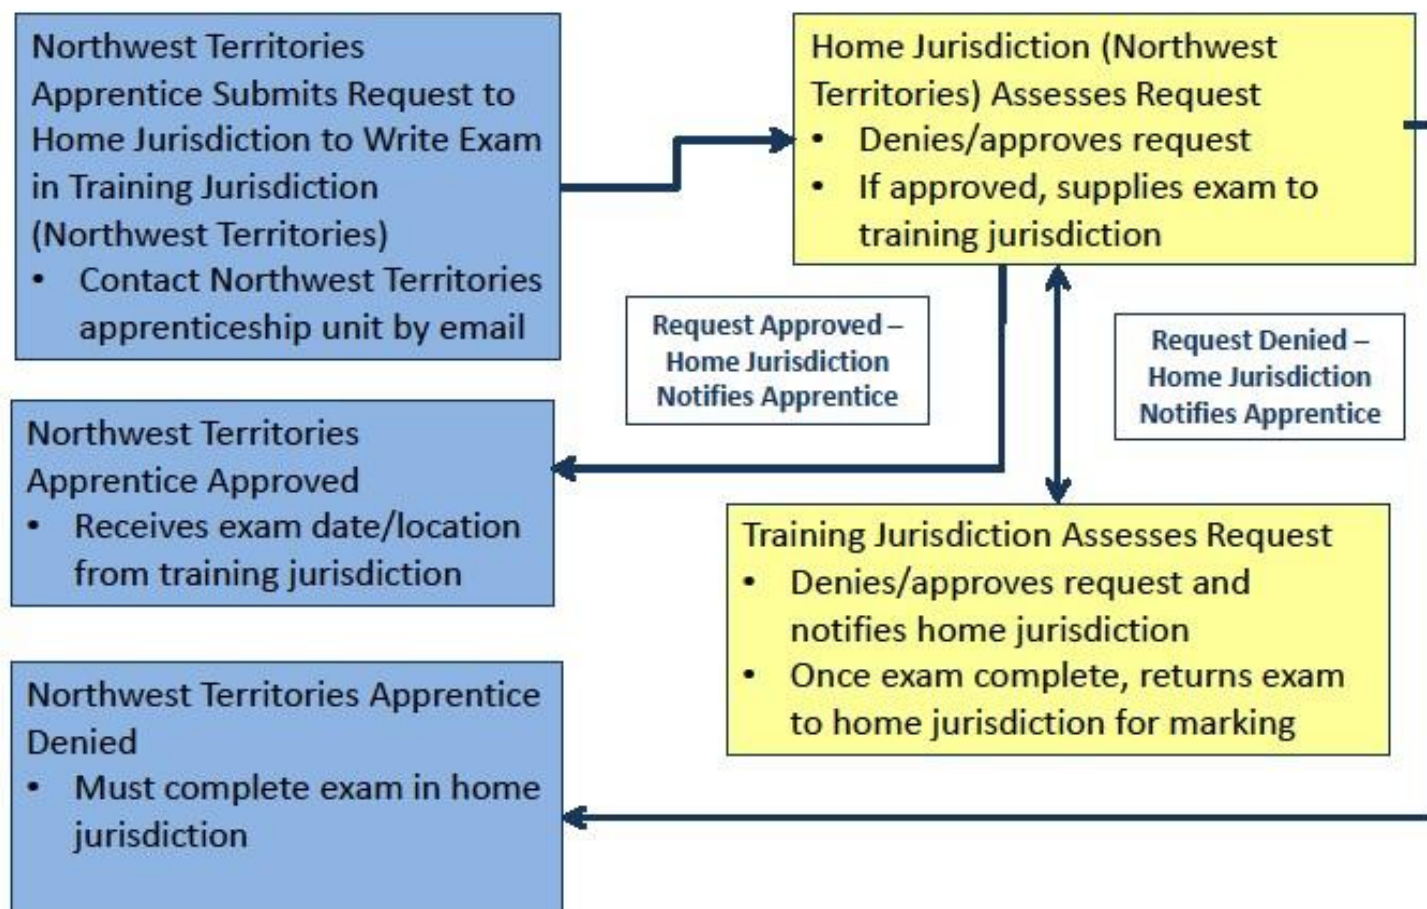 Northwest Territories
Apprentice Submits Request to
Home Jurisdiction to Write Exam
in Training Jurisdiction
(Northwest Territories)
• Contact Northwest Territories
apprenticeship unit by email
Home Jurisdiction (Northwest
Territories) Assesses Request
• Denies/approves request
• If approved, supplies exam to
training jurisdiction
Request Approved –
Home Jurisdiction
Notifies Apprentice
Request Denied –
Home Jurisdiction
Notifies Apprentice
Northwest Territories
Apprentice Approved
• Receives exam date/location
from training jurisdiction
Training Jurisdiction Assesses Request
• Denies/approves request and
notifies home jurisdiction
• Once exam complete, returns exam
to home jurisdiction for marking
Northwest Territories Apprentice
Denied
• Must complete exam in home
jurisdiction